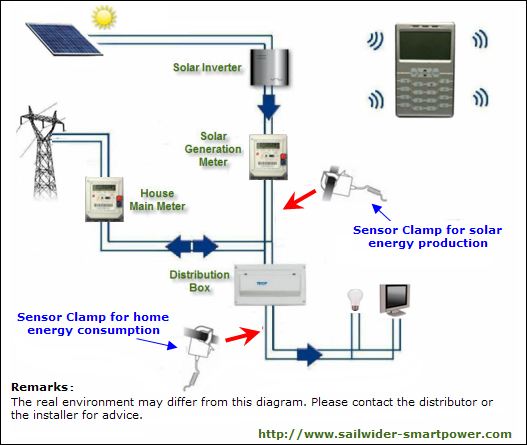 Solar Inverter
Solar
Generation
Meter
House
Main Meter
Sensor Clamp for solar
energy production
Distribution
Box
Sensor Clamp for home
energy consumption
Remarks:
The real environment may differ from this diagram. Please contact the distributor or
the installer for advice.
http://www.sailwider-smartpower.com